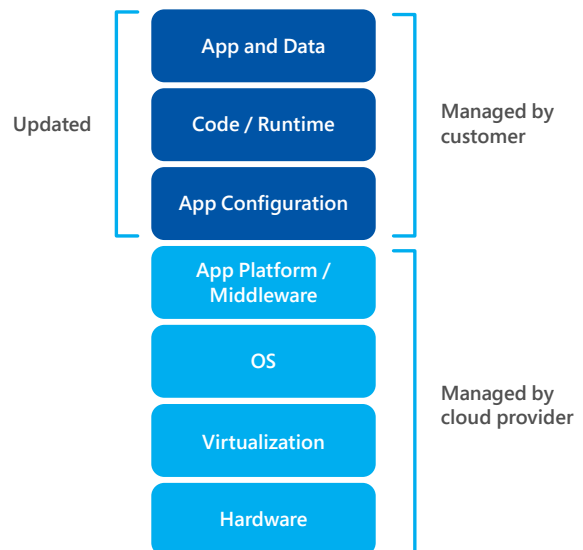 App and Data
Updated
Code / Runtime
Managed by
customer
App Configuration
App Platform /
Middleware
OS
Managed by
cloud provider
Virtualization
Hardware